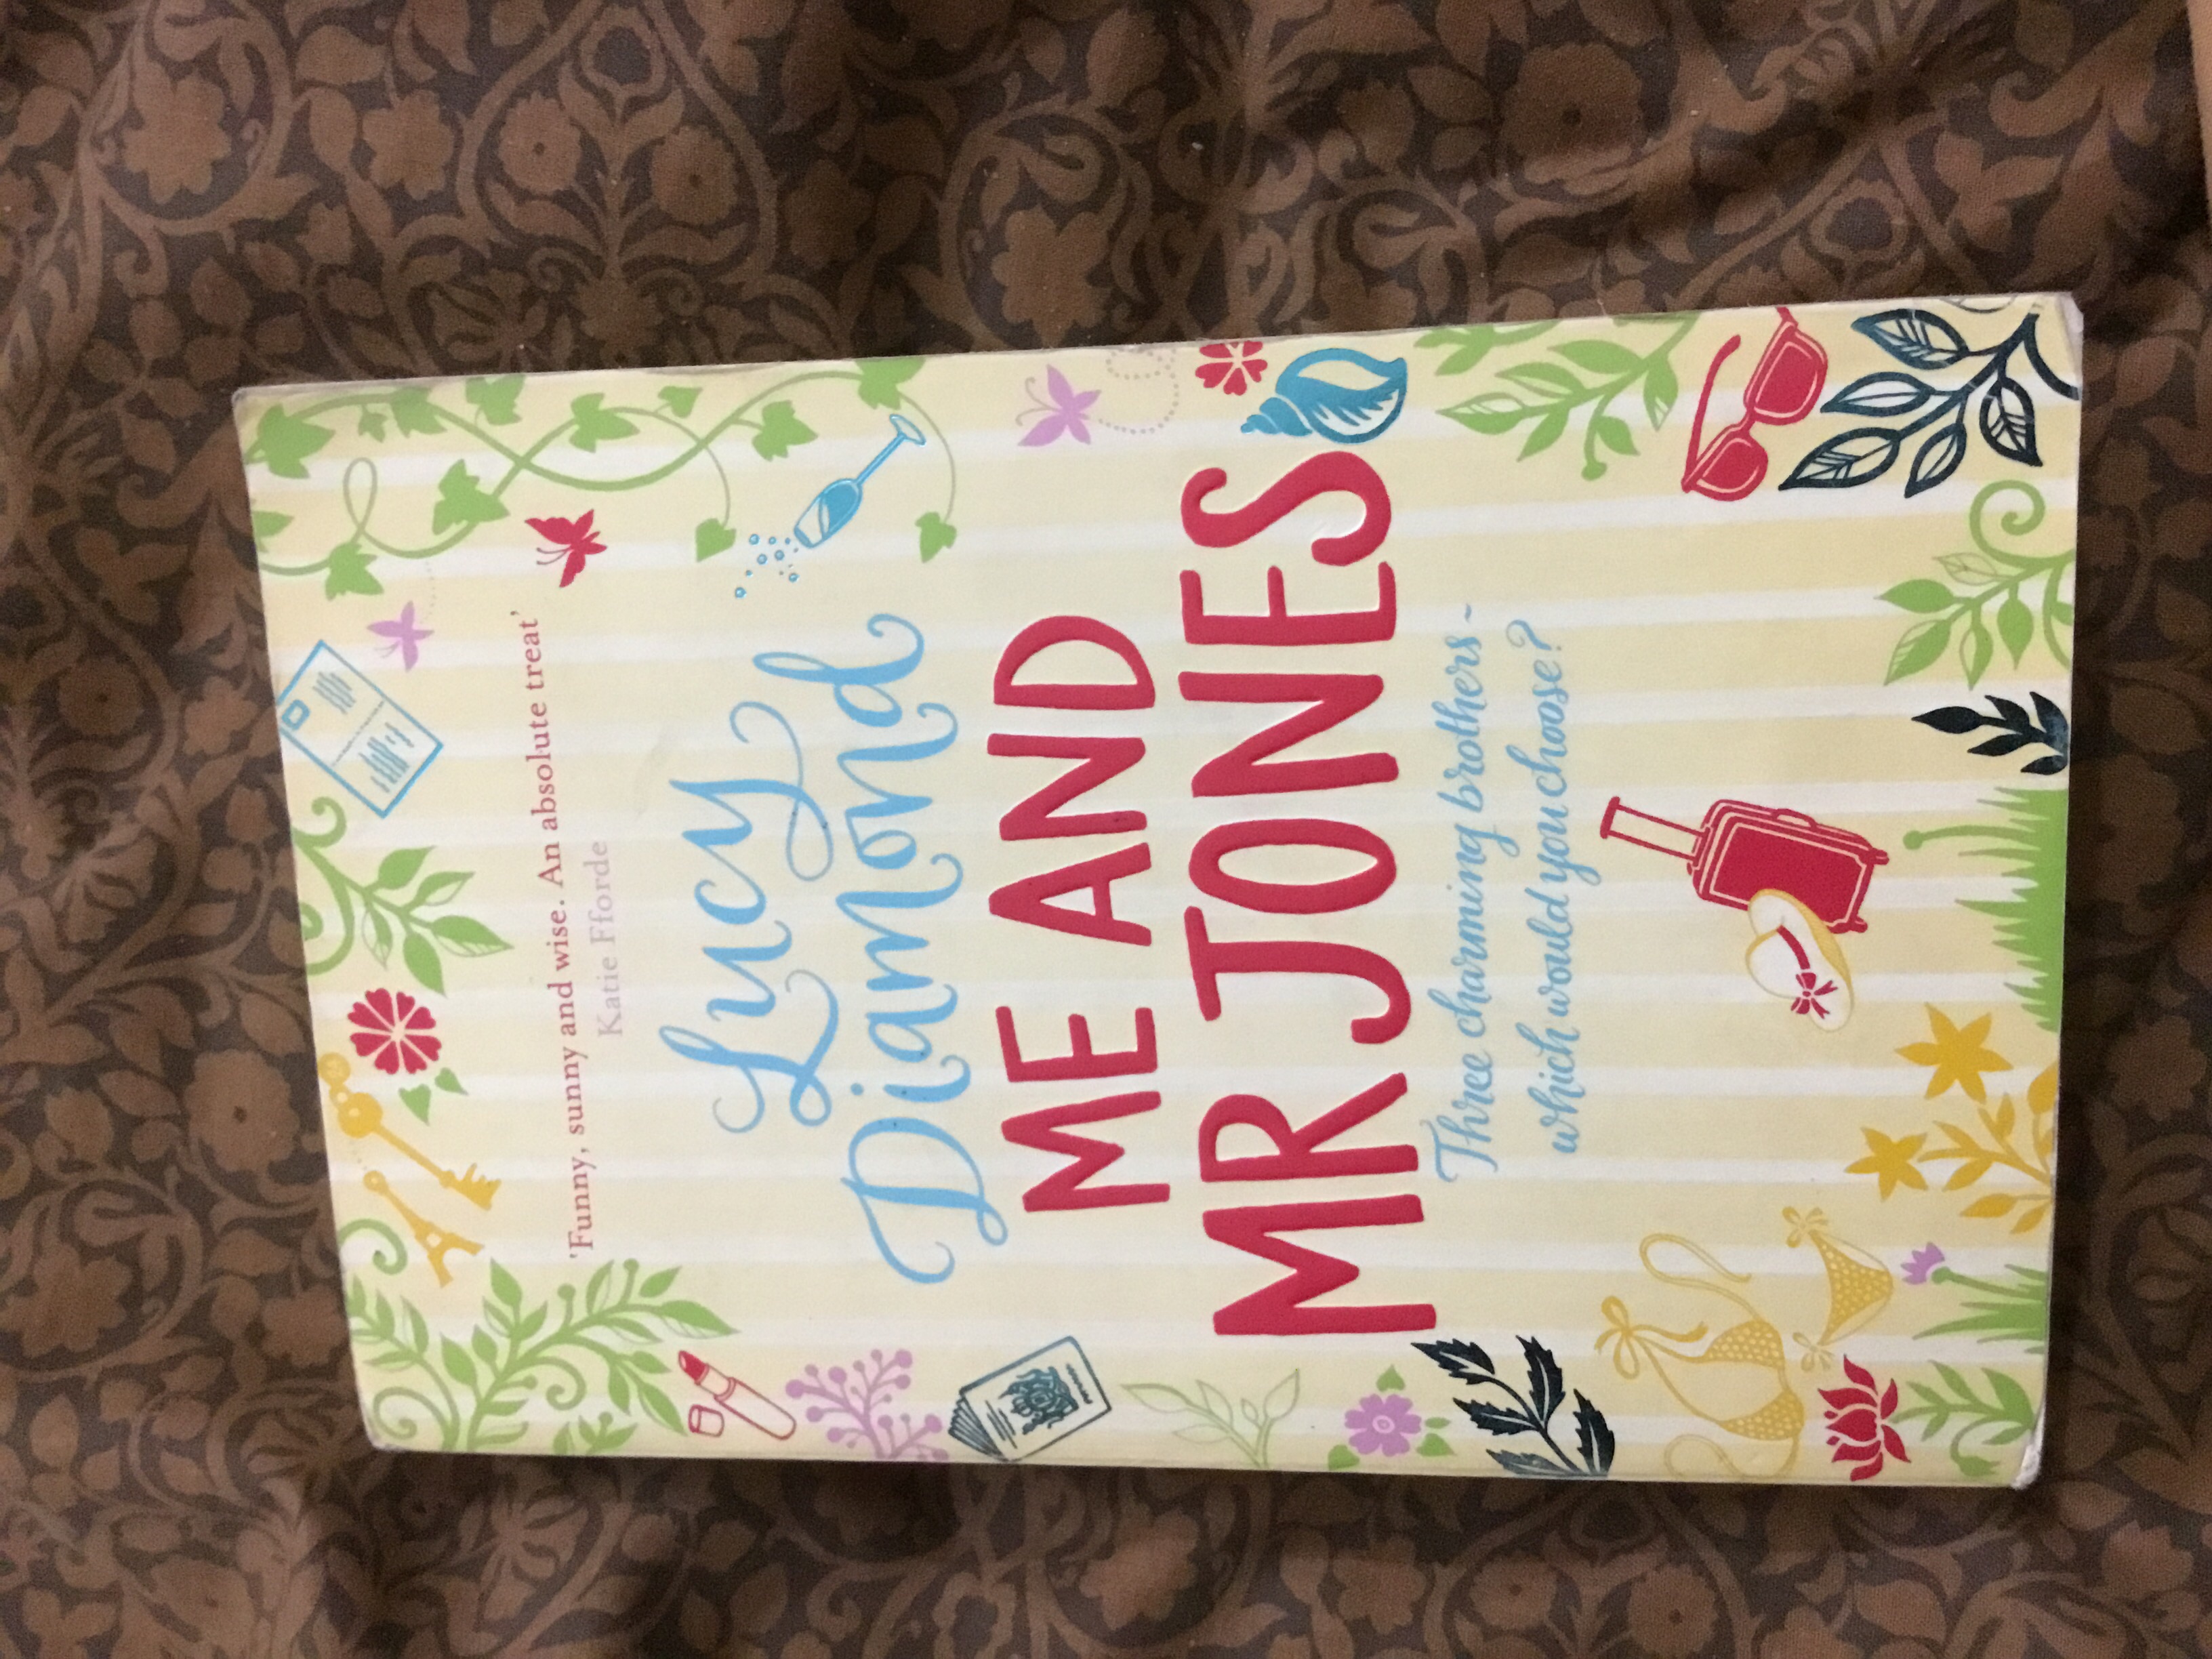 'Funny, sunny and wise. An absolute treat'
Katie Fforde
Lucy
Diamond
ME AND
MR JONES
Three charming brothers -
which would you choose?